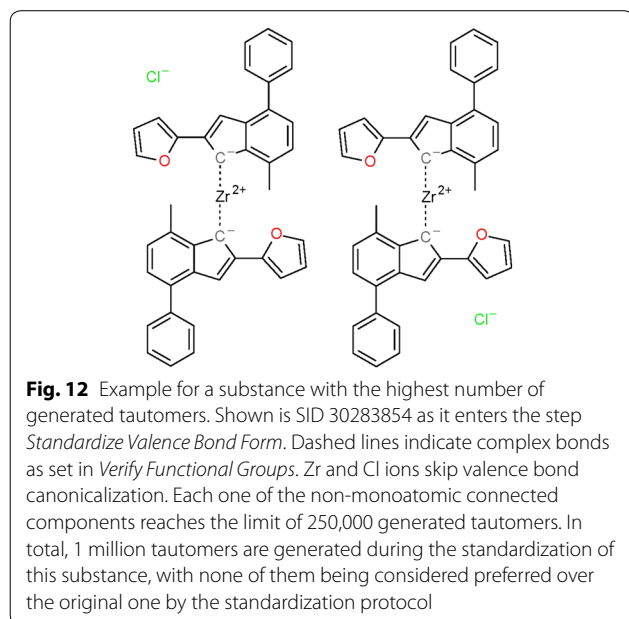 Cl⁻
O
C⁻
Zr²⁺
C⁻
O
O
C⁻
Zr²⁺
C⁻
O
Cl⁻
Fig. 12 Example for a substance with the highest number of
generated tautomers. Shown is SID 30283854 as it enters the step
Standardize Valence Bond Form. Dashed lines indicate complex bonds
as set in Verify Functional Groups. Zr and Cl ions skip valence bond
canonicalization. Each one of the non-monoatomic connected
components reaches the limit of 250,000 generated tautomers. In
total, 1 million tautomers are generated during the standardization of
this substance, with none of them being considered preferred over
the original one by the standardization protocol